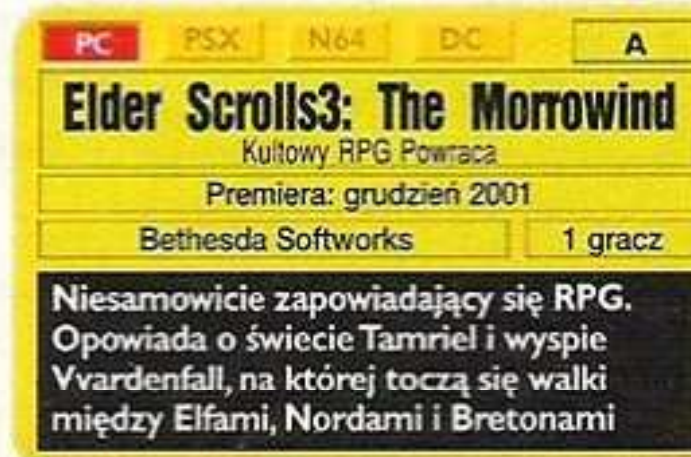 PC PSX N64 DC A
Elder Scrolls3: The Morrowind
Kultowy RPG Powraca
Premiera: grudzień 2001
Bethesda Softworks 1 gracz
Niesamowicie zapowiadający się RPG.
Opowiada o świecie Tamriel i wyspie
Vvardenfall, na której toczą się walki
między Elfami, Nordami i Bretonami